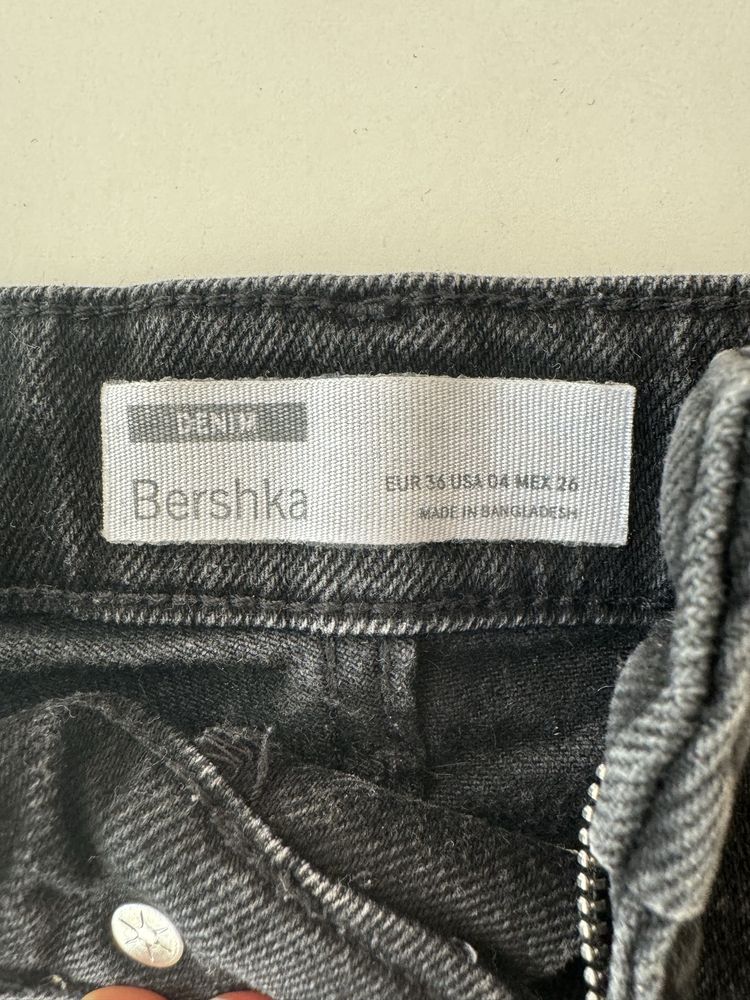 DENIM
Bershka
EUR 36 USA 04 MEX 26
MADE IN BANGLADESH